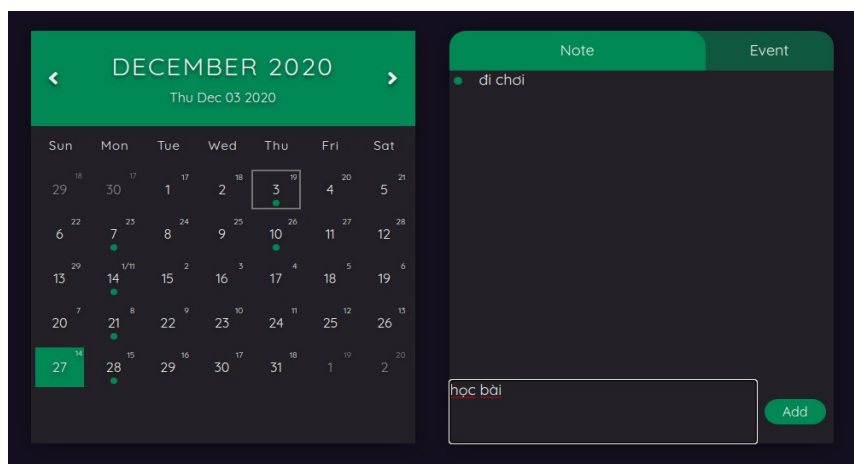 DECEMBER 2020
Thu Dec 03 2020
Sun Mon Tue Wed Thu Fri Sat
29 18 30 17 1 17 2 18 3 19 4 20 5 21
6 22 7 23 8 24 9 25 10 26 11 27 12 28
13 29 14 1/11 15 2 16 3 17 4 18 5 19 6
20 7 21 8 22 9 23 10 24 11 25 12 26 13
27 14 28 15 29 16 30 17 31 18 1 19 2 20
Note Event
đi chơi
học bài
Add